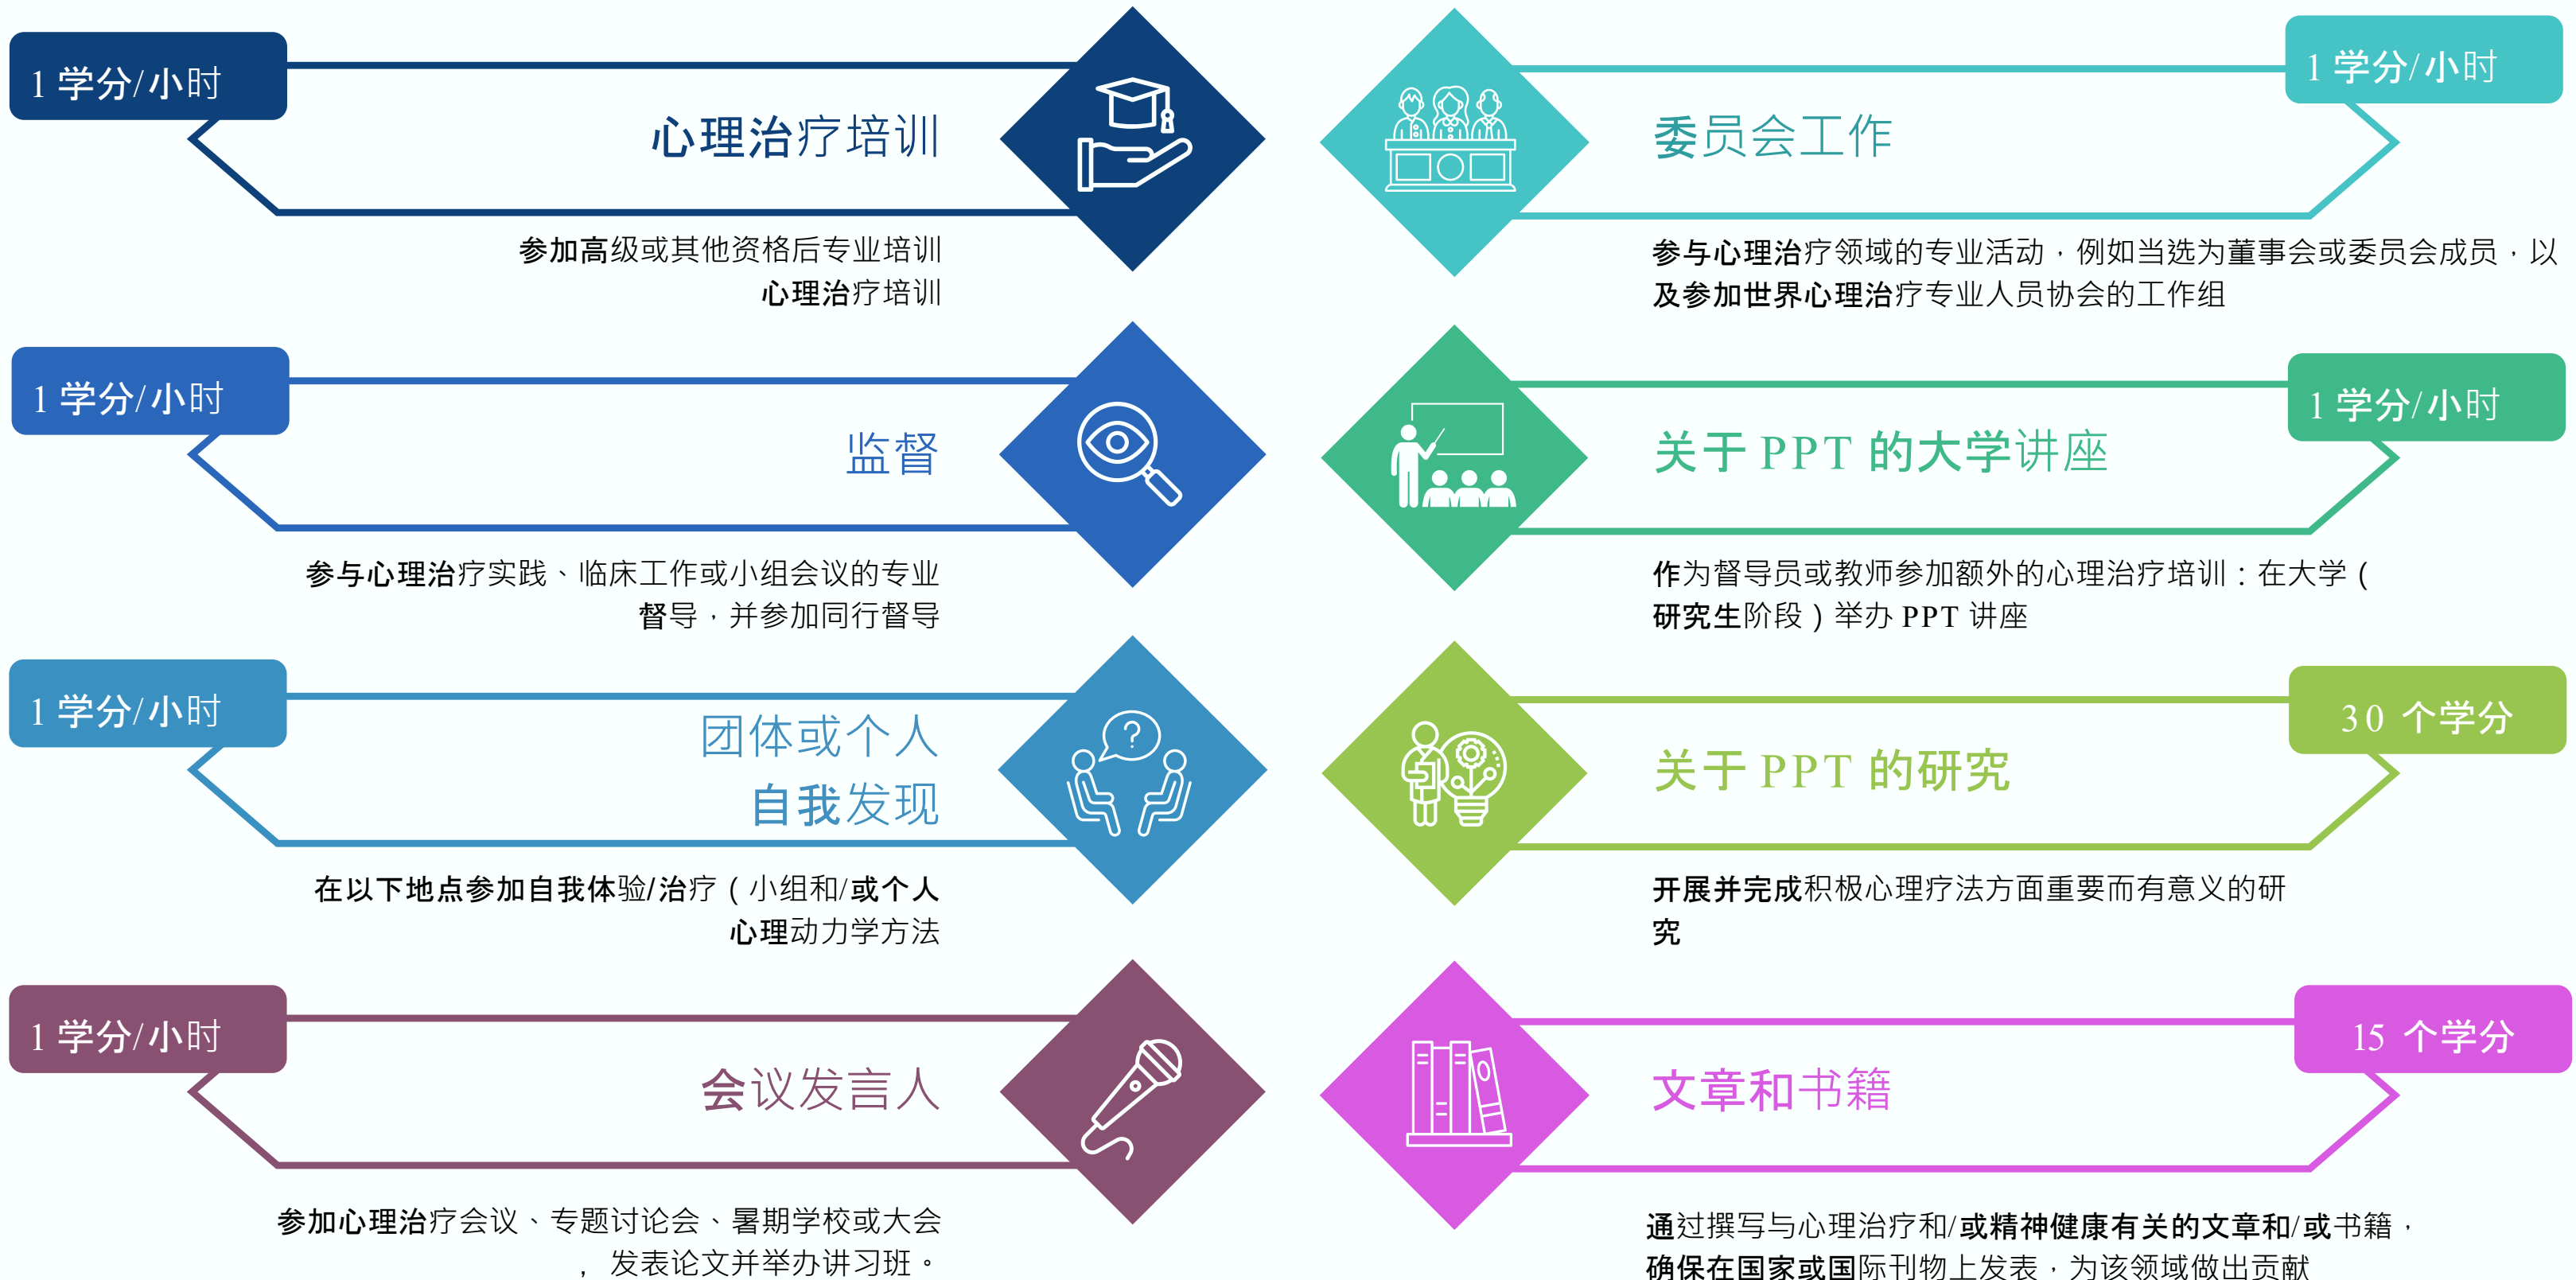 1 学分/小时
心理治疗培训
参加高级或其他资格后专业培训
心理治疗培训
1 学分/小时
监督
参与心理治疗实践、临床工作或小组会议的专业
督导，并参加同行督导
1 学分/小时
团体或个人
自我发现
在以下地点参加自我体验/治疗（小组和/或个人
心理动力学方法
1 学分/小时
会议发言人
参加心理治疗会议、专题讨论会、暑期学校或大会
，发表论文并举办讲习班。
1 学分/小时
委员会工作
参与心理治疗领域的专业活动，例如当选为董事会或委员会成员，以
及参加世界心理治疗专业人员协会的工作组
1 学分/小时
关于 PPT 的大学讲座
作为督导员或教师参加额外的心理治疗培训：在大学（
研究生阶段）举办 PPT 讲座
30 个学分
关于 PPT 的研究
开展并完成积极心理疗法方面重要而有意义的研
究
15 个学分
文章和书籍
通过撰写与心理治疗和/或精神健康有关的文章和/或书籍，
确保在国家或国际刊物上发表，为该领域做出贡献
?